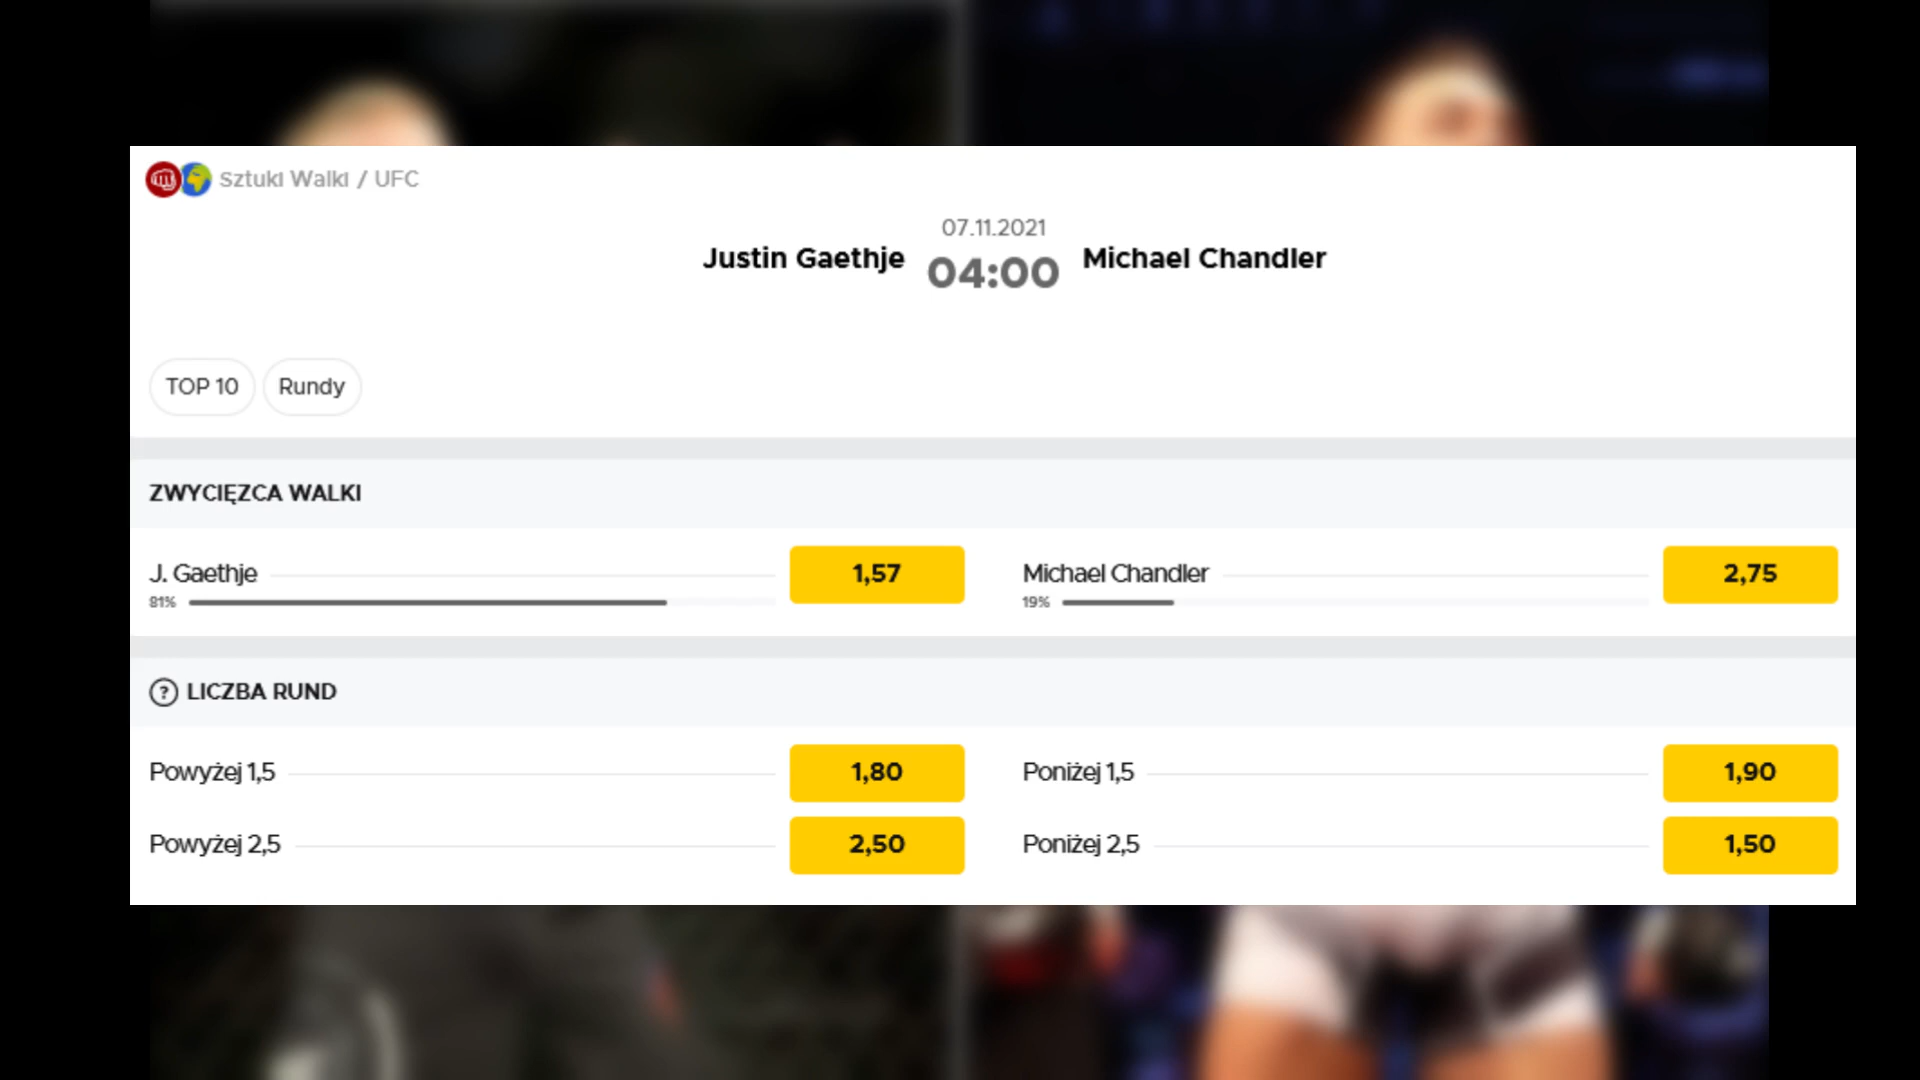 Sztuki Walki / UFC
07.11.2021
Justin Gaethje 04:00 Michael Chandler
TOP 10 Rundy
ZWYCIĘZCA WALKI
J. Gaethje 1,57 Michael Chandler 2,75
81% 19%
? LICZBA RUND
Powyżej 1,5 1,80 Poniżej 1,5 1,90
Powyżej 2,5 2,50 Poniżej 2,5 1,50